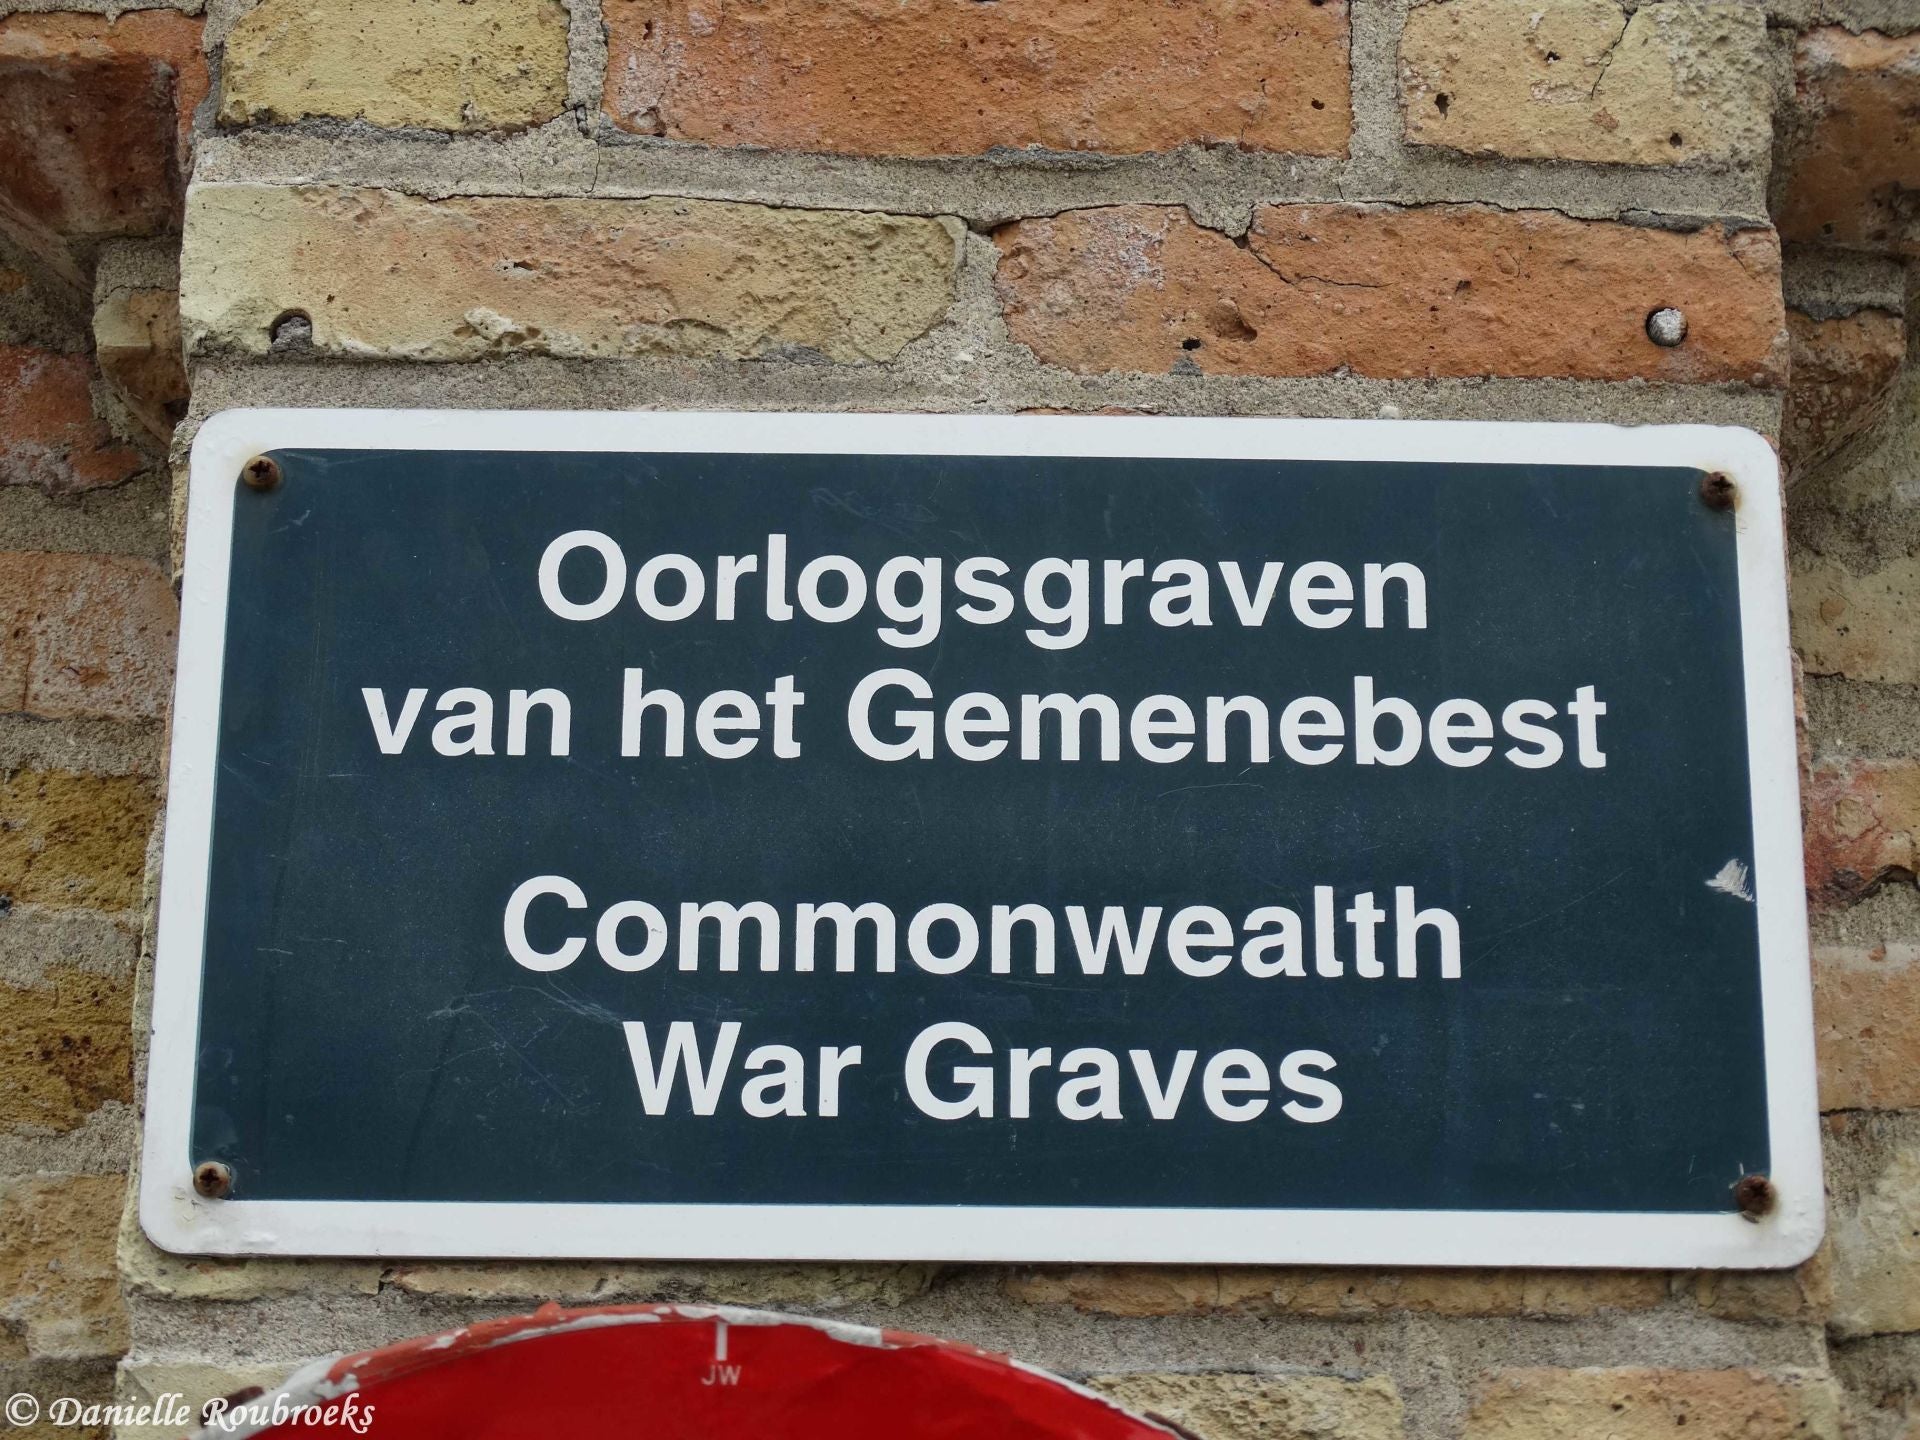 Oorlogsgraven
van het Gemenebest
Commonwealth
War Graves
JW
© Danielle Roubroeks